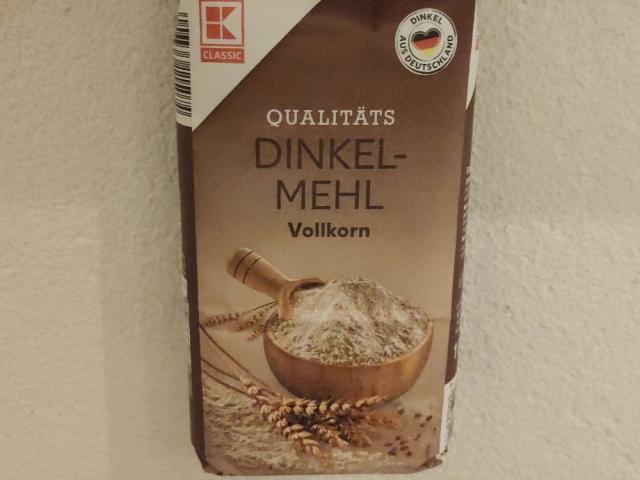 K
CLASSIC
DINKEL
AUS DEUTSCHLAND
QUALITÄTS
DINKEL-
MEHL
Vollkorn